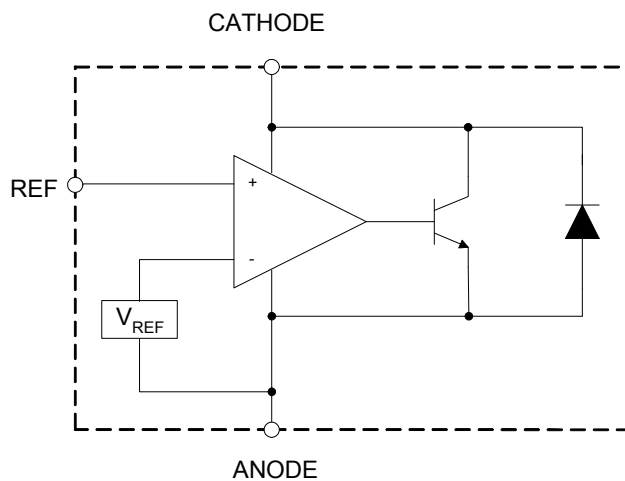 CATHODE
REF
+
-
VREF
ANODE